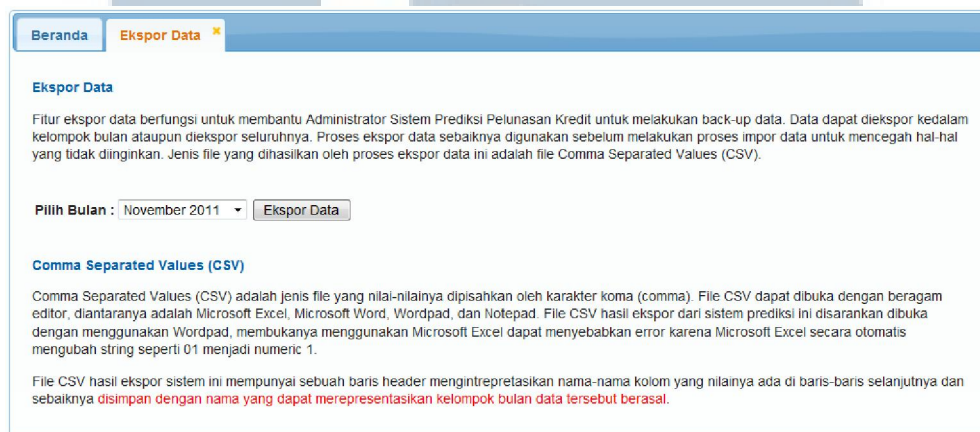 Beranda
Ekspor Data
Ekspor Data
Fitur ekspor data berfungsi untuk membantu Administrator Sistem Prediksi Pelunasan Kredit untuk melakukan back-up data. Data dapat diekspor kedalam
kelompok bulan ataupun diekspor seluruhnya. Proses ekspor data sebaiknya digunakan sebelum melakukan proses impor data untuk mencegah hal-hal
yang tidak diinginkan. Jenis file yang dihasilkan oleh proses ekspor data ini adalah file Comma Separated Values (CSV).
Pilih Bulan : November 2011 Ekspor Data
Comma Separated Values (CSV)
Comma Separated Values (CSV) adalah jenis file yang nilai-nilainya dipisahkan oleh karakter koma (comma). File CSV dapat dibuka dengan beragam
editor, diantaranya adalah Microsoft Excel, Microsoft Word, Wordpad, dan Notepad. File CSV hasil ekspor dari sistem prediksi ini disarankan dibuka
dengan menggunakan Wordpad, membukanya menggunakan Microsoft Excel dapat menyebabkan error karena Microsoft Excel secara otomatis
mengubah string seperti 01 menjadi numeric 1.
File CSV hasil ekspor sistem ini mempunyai sebuah baris header mengintrepretasikan nama-nama kolom yang nilainya ada di baris-baris selanjutnya dan
sebaiknya disimpan dengan nama yang dapat merepresentasikan kelompok bulan data tersebut berasal.